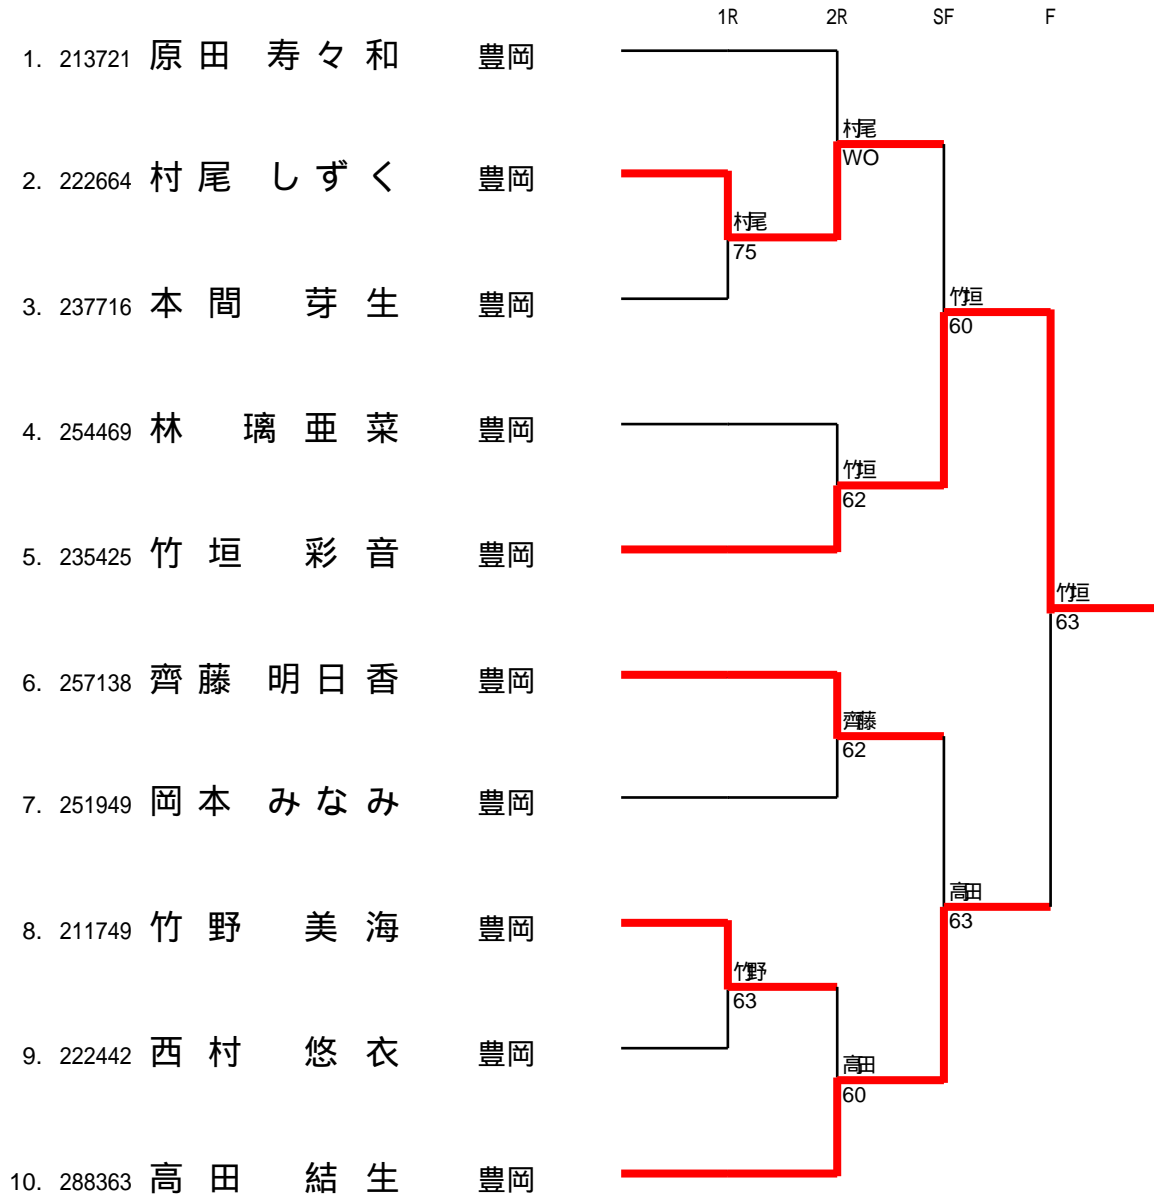 1R 2R SF F
1. 213721 原田 寿々和 豊岡
村尾
WO
2. 222664 村尾 しずく 豊岡
村尾
75
3. 237716 本間 芽生 豊岡
竹垣
60
4. 254469 林 璃亜菜 豊岡
竹垣
62
5. 235425 竹垣 彩音 豊岡
竹垣
63
6. 257138 齊藤 明日香 豊岡
齊藤
62
7. 251949 岡本 みなみ 豊岡
高田
63
8. 211749 竹野 美海 豊岡
竹野
63
9. 222442 西村 悠衣 豊岡
高田
60
10. 288363 高田 結生 豊岡